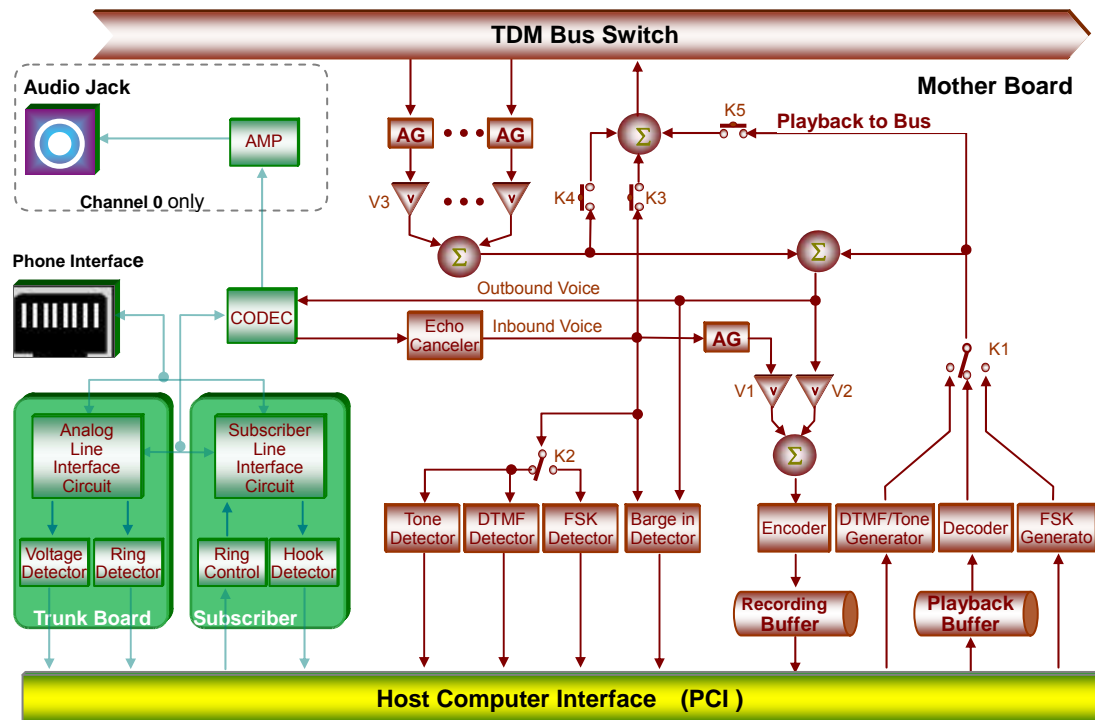 TDM Bus Switch
Mother Board
Audio Jack
AMP
Channel 0 only
AG
AG
V3
v
v
Σ
Σ
K4
K3
K5
Playback to Bus
Σ
Phone Interface
CODEC
Outbound Voice
Echo
Canceler
Inbound Voice
AG
V1
v
v
V2
K1
Σ
K2
Analog
Line
Interface
Circuit
Subscriber
Line
Interface
Circuit
Voltage
Detector
Ring
Detector
Ring
Control
Hook
Detector
Trunk Board
Subscriber
Tone
Detector
DTMF
Detector
FSK
Detector
Barge in
Detector
Encoder
DTMF/Tone
Generator
Decoder
FSK
Generato
Recording
Buffer
Playback
Buffer
Host Computer Interface (PCI )